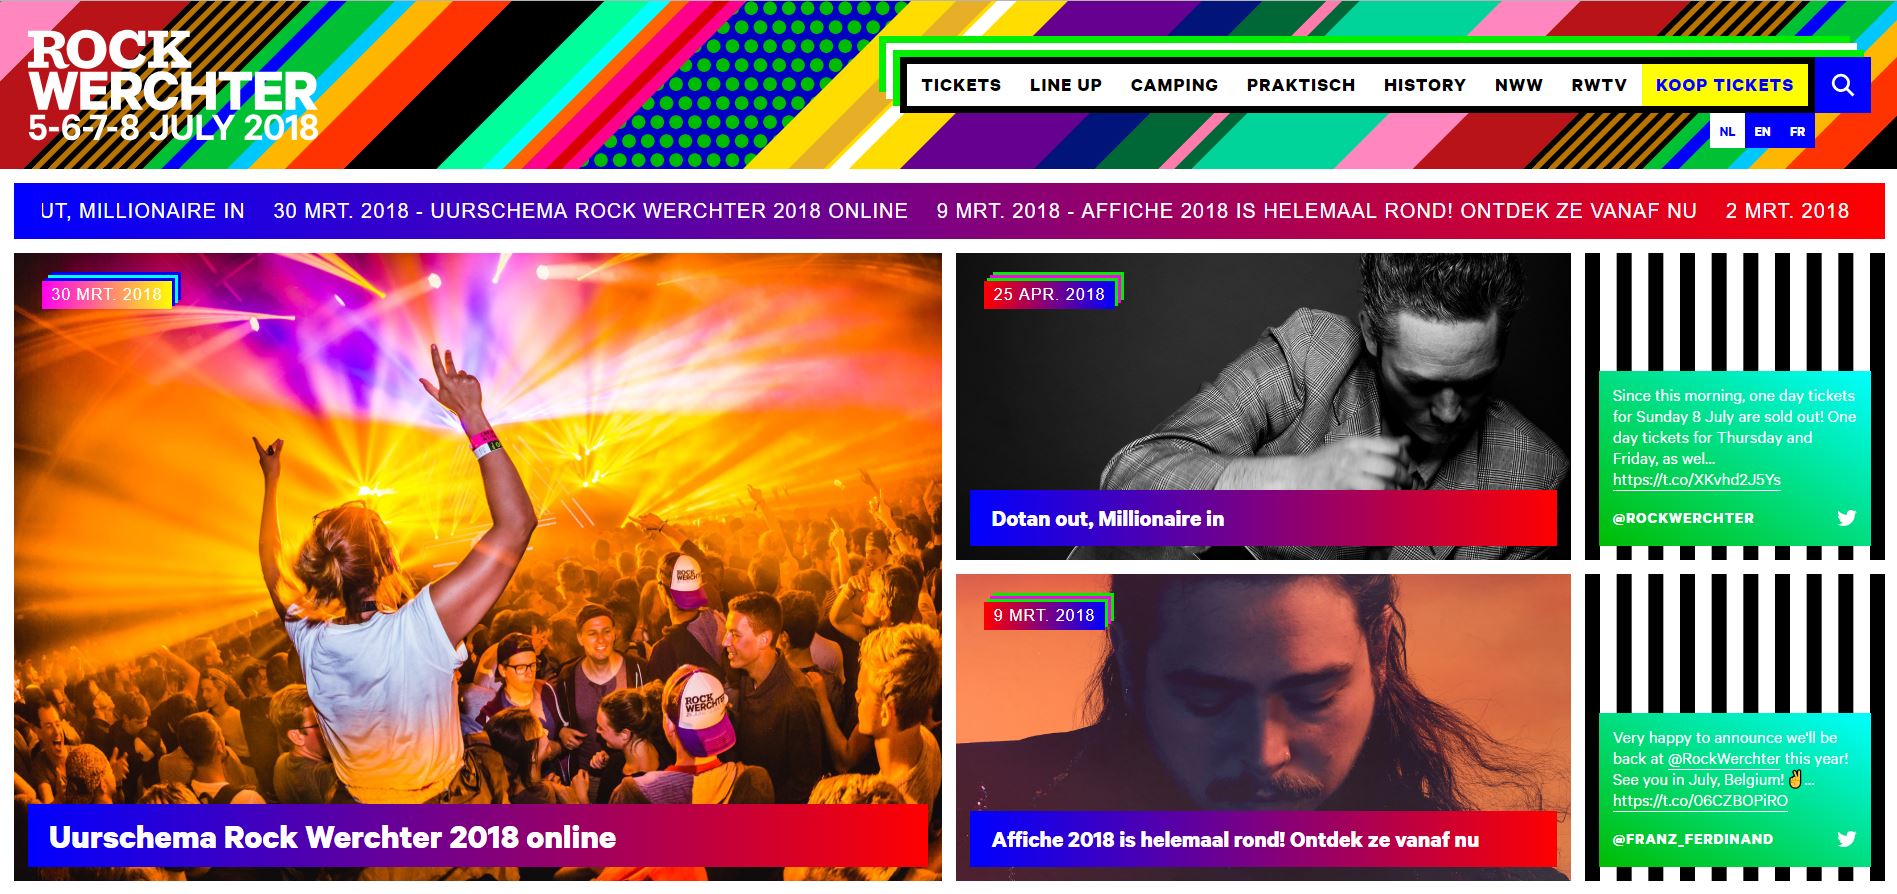 ROCK
WERCHTER
5-6-7-8 JULY 2018
TICKETS LINE UP CAMPING PRAKTISCH HISTORY NWW RWTV KOOP TICKETS
NL EN FR
UT, MILLIONAIRE IN 30 MRT. 2018 - UURSCHEMA ROCK WERCHTER 2018 ONLINE 9 MRT. 2018 - AFFICHE 2018 IS HELEMAAL ROND! ONTDEK ZE VANAF NU 2 MRT. 2018
30 MRT. 2018
ROCK
WERCHTER
ROCK
WERCHTER
Uurschema Rock Werchter 2018 online
25 APR. 2018
Dotan out, Millionaire in
9 MRT. 2018
Affiche 2018 is helemaal rond! Ontdek ze vanaf nu
Since this morning, one day tickets
for Sunday 8 July are sold out! One
day tickets for Thursday and
Friday, as wel...
https://t.co/XKvhd2J5Ys
@ROCKWERCHTER
Very happy to announce we'll be
back at @RockWerchter this year!
See you in July, Belgium! ✌️...
https://t.co/06CZBOPiRO
@FRANZ_FERDINAND